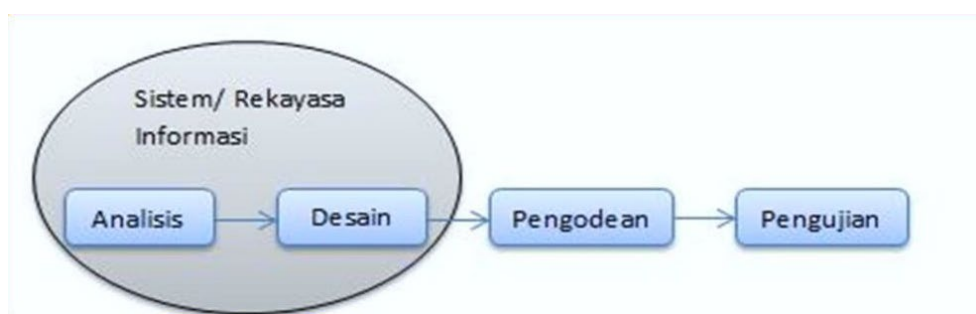 Sistem/ Rekayasa
Informasi
Analisis
Desain
Pengodean
Pengujian